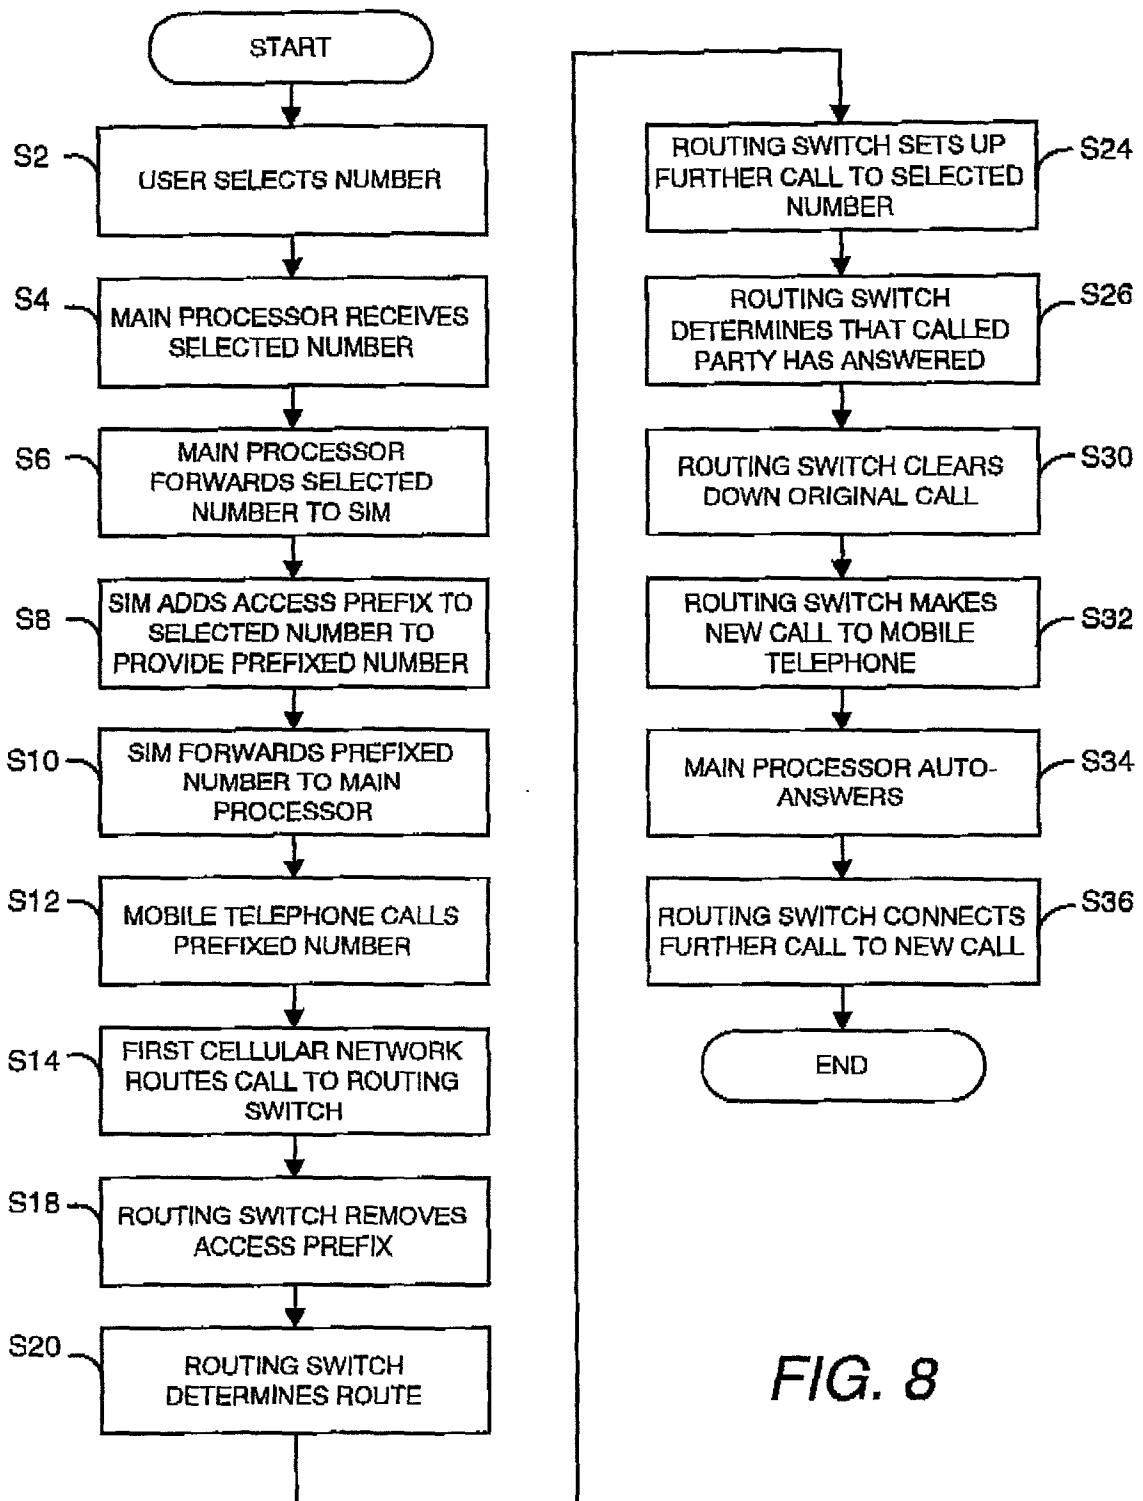 START
S2
USER SELECTS NUMBER
S4
MAIN PROCESSOR RECEIVES
SELECTED NUMBER
S6
MAIN PROCESSOR
FORWARDS SELECTED
NUMBER TO SIM
S8
SIM ADDS ACCESS PREFIX TO
SELECTED NUMBER TO
PROVIDE PREFIXED NUMBER
S10
SIM FORWARDS PREFIXED
NUMBER TO MAIN
PROCESSOR
S12
MOBILE TELEPHONE CALLS
PREFIXED NUMBER
S14
FIRST CELLULAR NETWORK
ROUTES CALL TO ROUTING
SWITCH
S18
ROUTING SWITCH REMOVES
ACCESS PREFIX
S20
ROUTING SWITCH
DETERMINES ROUTE
ROUTING SWITCH SETS UP
FURTHER CALL TO SELECTED
NUMBER
S24
ROUTING SWITCH
DETERMINES THAT CALLED
PARTY HAS ANSWERED
S26
ROUTING SWITCH CLEARS
DOWN ORIGINAL CALL
S30
ROUTING SWITCH MAKES
NEW CALL TO MOBILE
TELEPHONE
S32
MAIN PROCESSOR AUTO-
ANSWERS
S34
ROUTING SWITCH CONNECTS
FURTHER CALL TO NEW CALL
S36
END
FIG. 8